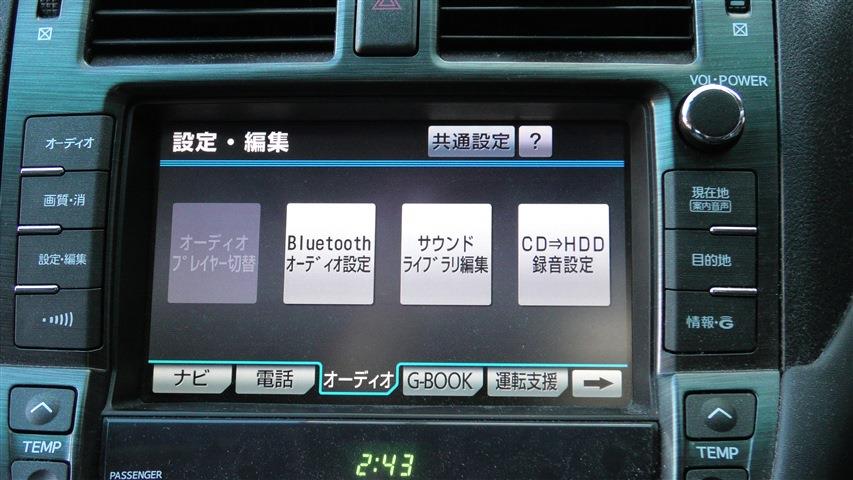 VOL•POWER
オーディオ
画質・消
設定・編集
設定・編集
共通設定
?
オーディオ
プレイヤー切替
Bluetooth
オーディオ設定
サウンド
ライブラリ編集
CD⇒HDD
録音設定
ナビ
電話
オーディオ
G-BOOK
運転支援
現在地
案内音声
目的地
情報・G
TEMP
PASSENGER
2:43
TEMP